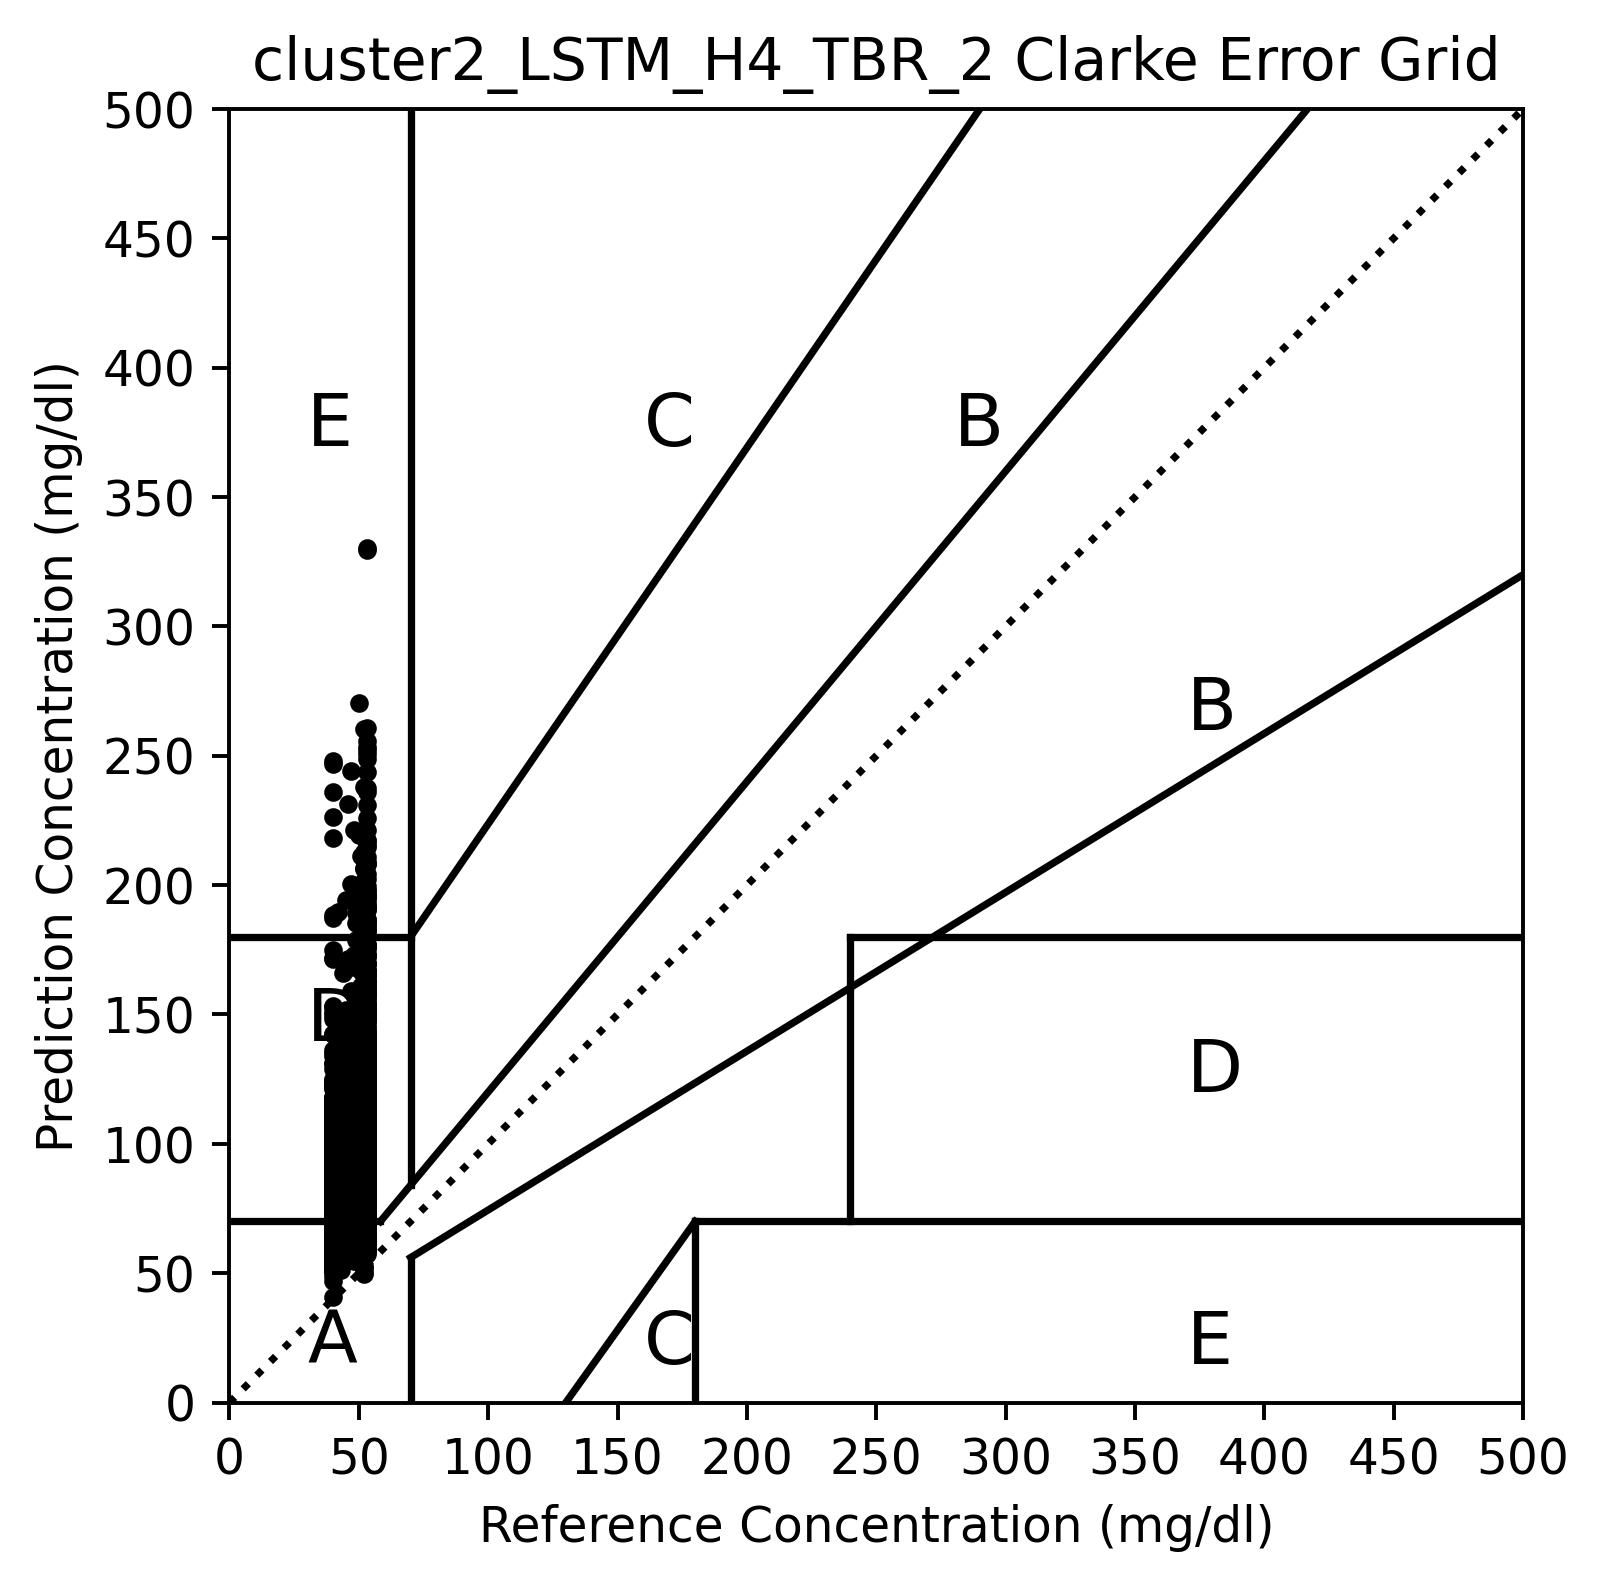 cluster2_LSTM_H4_TBR_2 Clarke Error Grid
Prediction Concentration (mg/dl)
500
450
400
350
300
250
200
150
100
50
0
E
C
B
B
D
D
A
C
E
0 50 100 150 200 250 300 350 400 450 500
Reference Concentration (mg/dl)